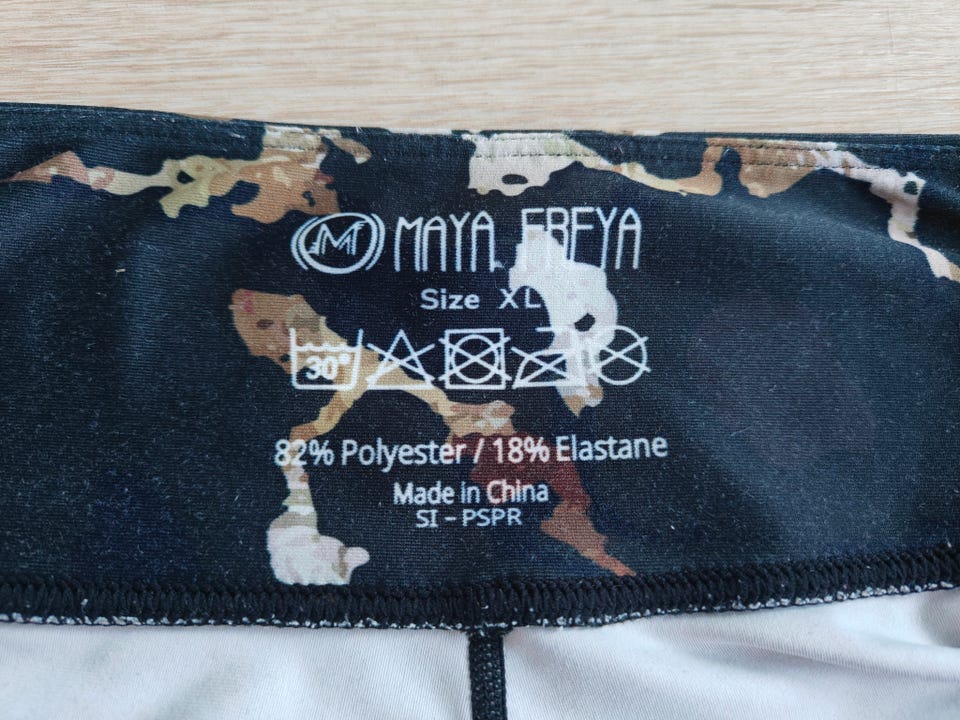 M MAYA FREYA
Size XL
30°
82% Polyester / 18% Elastane
Made in China
SI - PSPR